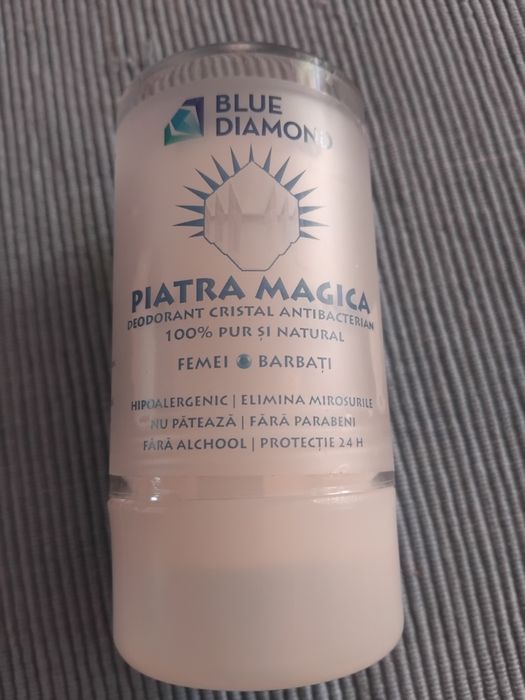 BLUE
DIAMOND
PIATRA MAGICA
DEODORANT CRISTAL ANTIBACTERIAN
100% PUR ȘI NATURAL
FEMEI BARBAȚI
HIPOALERGENIC | ELIMINA MIROSURILE
NU PĂTEAZĂ | FĂRĂ PARABENI
FĂRĂ ALCHOOL | PROTECȚIE 24 H